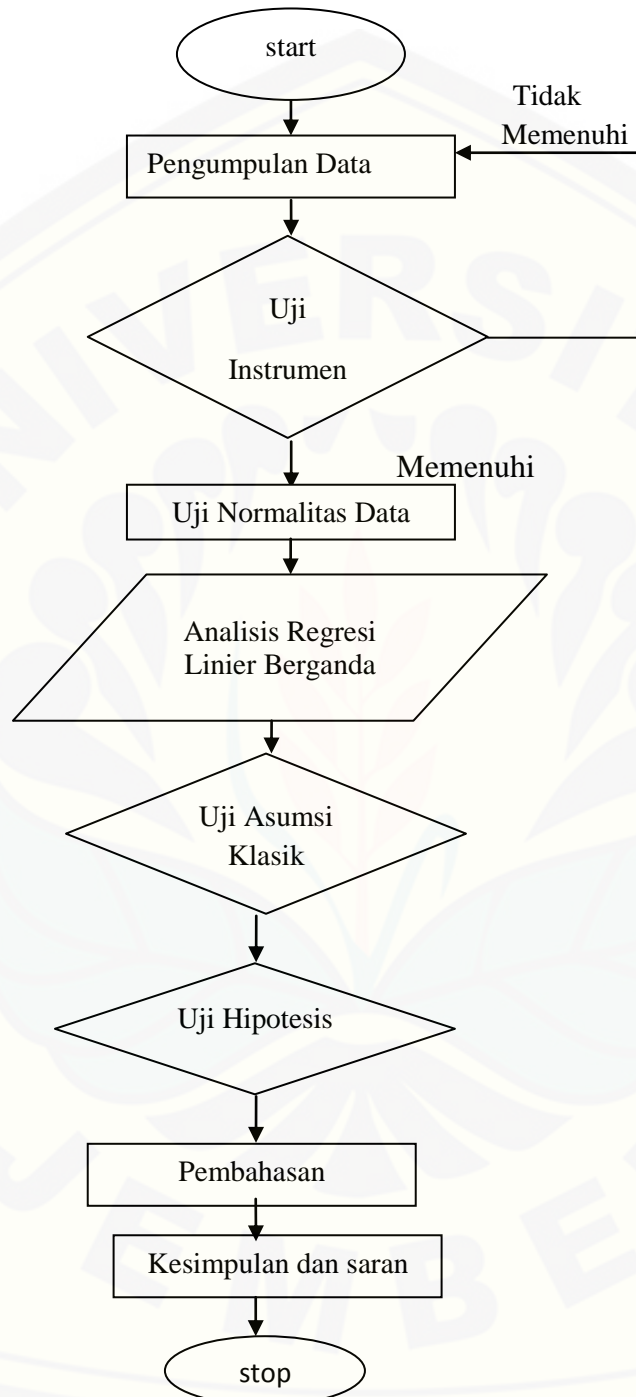 start
Tidak
Memenuhi
Pengumpulan Data
Uji
Instrumen
Memenuhi
Uji Normalitas Data
Analisis Regresi
Linier Berganda
Uji Asumsi
Klasik
Uji Hipotesis
Pembahasan
Kesimpulan dan saran
stop